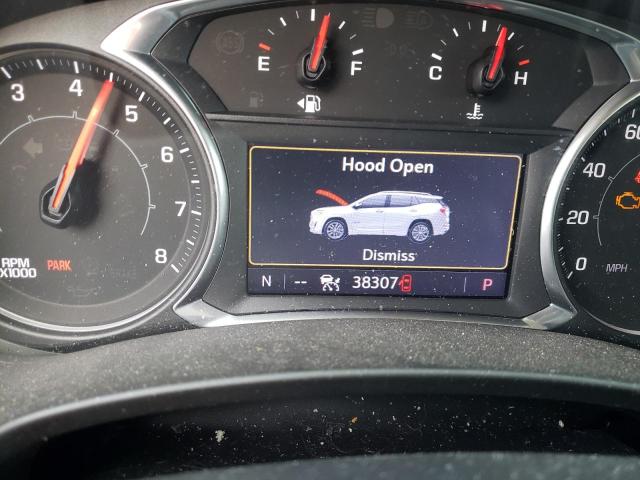 3 4 5 6 7 8
RPM
X1000
PARK
E F
C H
Hood Open
Dismiss
N -- 38307 P
60
40
20
0
MPH